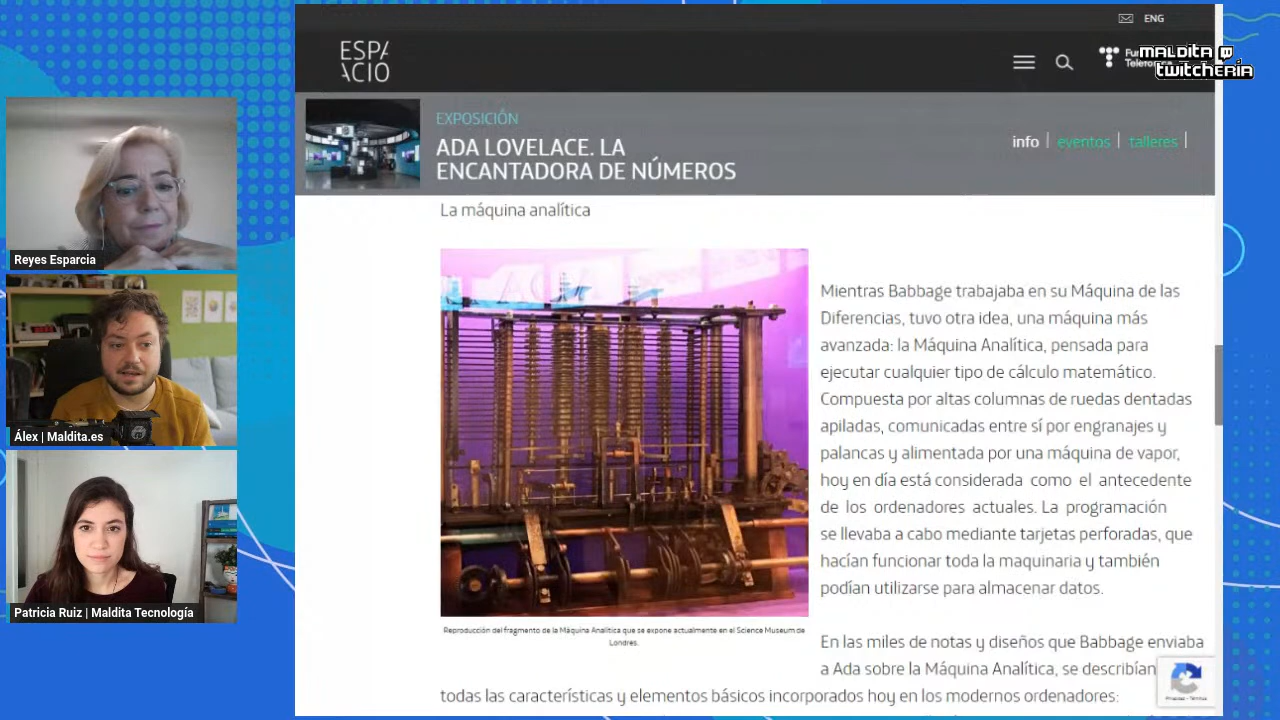 ENG
ESPA
ACIO
MALDITA
TWITCHERÍA
EXPOSICIÓN
ADA LOVELACE. LA
ENCANTADORA DE NÚMEROS
info
eventos
talleres
La máquina analítica
Mientras Babbage trabajaba en su Máquina de las
Diferencias, tuvo otra idea, una máquina más
avanzada: la Máquina Analítica, pensada para
ejecutar cualquier tipo de cálculo matemático.
Compuesta por altas columnas de ruedas dentadas
apiladas, comunicadas entre sí por engranajes y
palancas y alimentada por una máquina de vapor,
hoy en día está considerada como el antecedente
de los ordenadores actuales. La programación
se llevaba a cabo mediante tarjetas perforadas, que
hacían funcionar toda la maquinaria y también
podían utilizarse para almacenar datos.
Reproducción del fragmento de la Máquina Analítica que se expone actualmente en el Science Museum de
Londres.
En las miles de notas y diseños que Babbage enviaba
a Ada sobre la Máquina Analítica, se describían
todas las características y elementos básicos incorporados hoy en los modernos ordenadores:
Privacidad - Términos
Reyes Esparcia
Álex | Maldita.es
Patricia Ruiz | Maldita Tecnología